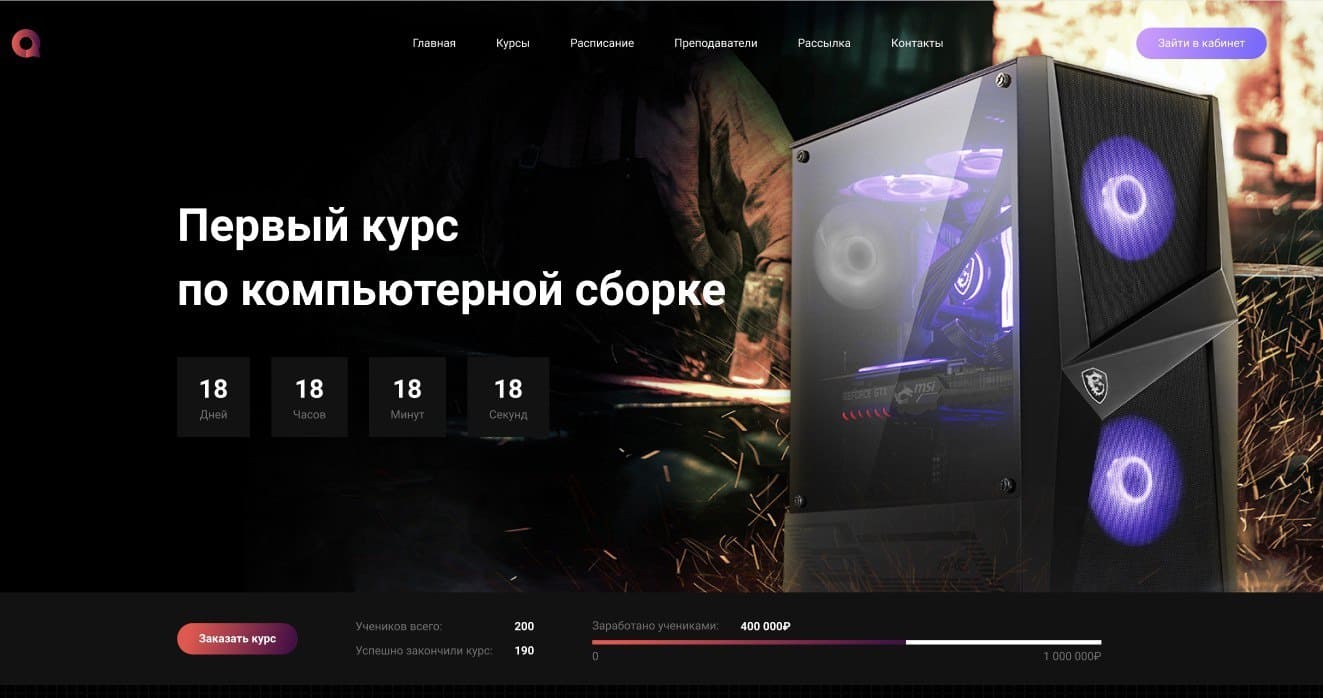 Главная Курсы Расписание Преподаватели Рассылка Контакты Зайти в кабинет
Первый курс
по компьютерной сборке
18 18 18 18
Дней Часов Минут Секунд
GEFORCE GTX msi
Заказать курс
Учеников всего: 200
Успешно закончили курс: 190
Заработано учениками: 400 000₽
0 1 000 000₽